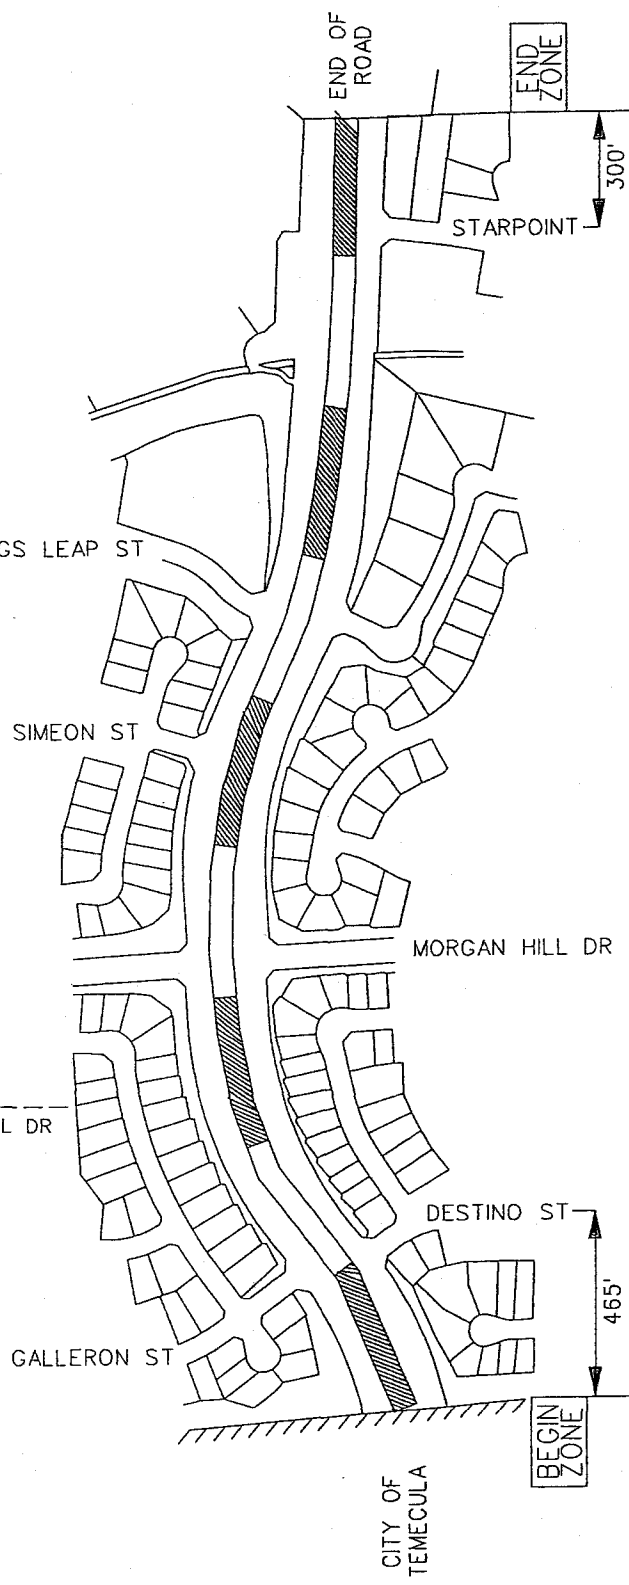 END OF
ROAD
END
ZONE
300'
STARPOINT
GS LEAP ST
SIMEON ST
MORGAN HILL DR
L DR
DESTINO ST
465'
GALLERON ST
BEGIN
ZONE
CITY OF
TEMECULA